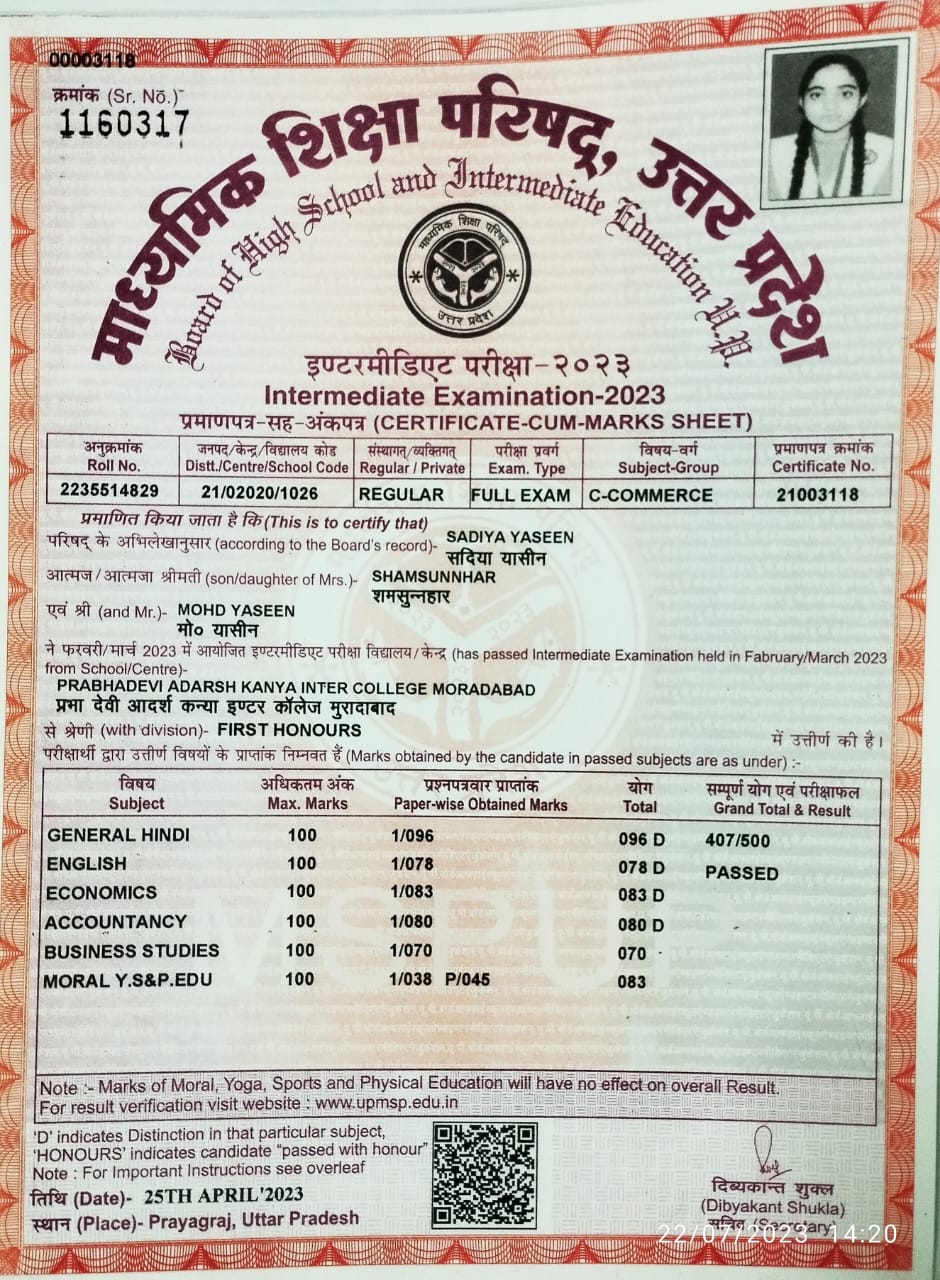 00003118
क्रमांक (Sr. No.)
1160317
माध्यमिक शिक्षा परिषद्, उत्तर प्रदेश
Board of High School and Intermediate Education U.P.
माध्यमिक शिक्षा परिषद्
उत्तर प्रदेश
इण्टरमीडिएट परीक्षा-२०२३
Intermediate Examination-2023
प्रमाणपत्र-सह-अंकपत्र (CERTIFICATE-CUM-MARKS SHEET)
अनुक्रमांक जनपद/केन्द्र/विद्यालय कोड संस्थागत/व्यक्तिगत् परीक्षा प्रवर्ग विषय-वर्ग प्रमाणपत्र क्रमांक
Roll No. Distt./Centre/School Code Regular / Private Exam. Type Subject-Group Certificate No.
2235514829 21/02020/1026 REGULAR FULL EXAM C-COMMERCE 21003118
प्रमाणित किया जाता है कि (This is to certify that)
परिषद् के अभिलेखानुसार (according to the Board's record)- SADIYA YASEEN
सदिया यासीन
आत्मज/आत्मजा श्रीमती (son/daughter of Mrs.)- SHAMSUNNHAR
शमसुन्नहार
एवं श्री (and Mr.)- MOHD YASEEN
मो० यासीन
ने फरवरी/मार्च 2023 में आयोजित इण्टरमीडिएट परीक्षा विद्यालय/केन्द्र (has passed Intermediate Examination held in Fabruary/March 2023
from School/Centre)-
PRABHADEVI ADARSH KANYA INTER COLLEGE MORADABAD
प्रभा देवी आदर्श कन्या इण्टर कॉलेज मुरादाबाद
से श्रेणी (with division)- FIRST HONOURS में उत्तीर्ण की है।
परीक्षार्थी द्वारा उत्तीर्ण विषयों के प्राप्तांक निम्नवत हैं (Marks obtained by the candidate in passed subjects are as under) :-
विषय अधिकतम अंक प्रश्नपत्रवार प्राप्तांक योग सम्पूर्ण योग एवं परीक्षाफल
Subject Max. Marks Paper-wise Obtained Marks Total Grand Total & Result
GENERAL HINDI 100 1/096 096 D 407/500
ENGLISH 100 1/078 078 D PASSED
ECONOMICS 100 1/083 083 D
ACCOUNTANCY 100 1/080 080 D
BUSINESS STUDIES 100 1/070 070
MORAL Y.S&P.EDU 100 1/038 P/045 083
Note :- Marks of Moral, Yoga, Sports and Physical Education will have no effect on overall Result.
For result verification visit website : www.upmsp.edu.in
'D' indicates Distinction in that particular subject,
'HONOURS' indicates candidate "passed with honour"
Note : For Important Instructions see overleaf
तिथि (Date)- 25TH APRIL'2023
स्थान (Place)- Prayagraj, Uttar Pradesh
दिव्यकान्त शुक्ल
(Dibyakant Shukla)
सचिव (Secretary)
22/07/2023 14:20